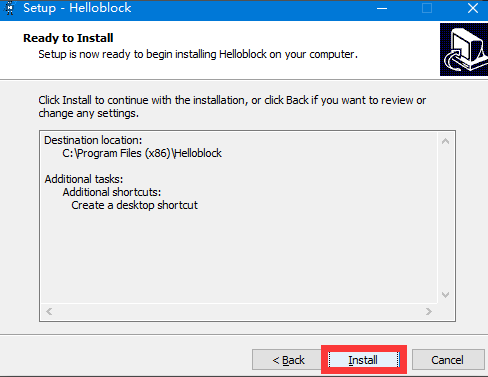 Setup - Helloblock
Ready to Install
Setup is now ready to begin installing Helloblock on your computer.
Click Install to continue with the installation, or click Back if you want to review or
change any settings.
Destination location:
C:\Program Files (x86)\Helloblock
Additional tasks:
Additional shortcuts:
Create a desktop shortcut
< Back
Install
Cancel